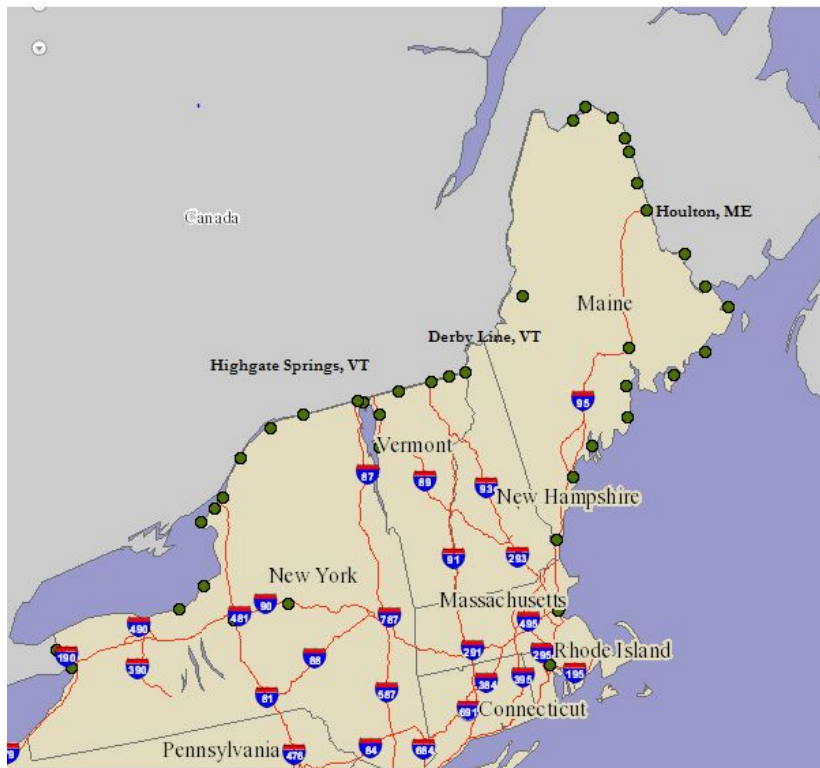 Canada
Houlton, ME
Maine
Derby Line, VT
Highgate Springs, VT
95
Vermont
87
89
93
New Hampshire
293
91
New York
Massachusetts
90
481
490
787
495
190
390
88
291
295
Rhode Island
195
395
384
81
587
691
Connecticut
Pennsylvania
476
84
684
79